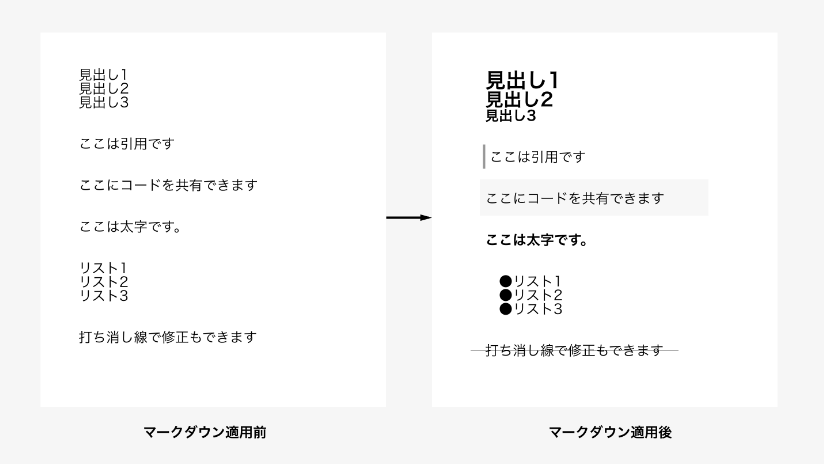 見出し1
見出し2
見出し3
ここは引用です
ここにコードを共有できます
ここは太字です。
リスト1
リスト2
リスト3
打ち消し線で修正もできます
マークダウン適用前
見出し1
見出し2
見出し3
ここは引用です
ここにコードを共有できます
ここは太字です。
●リスト1
●リスト2
●リスト3
打ち消し線で修正もできます
マークダウン適用後